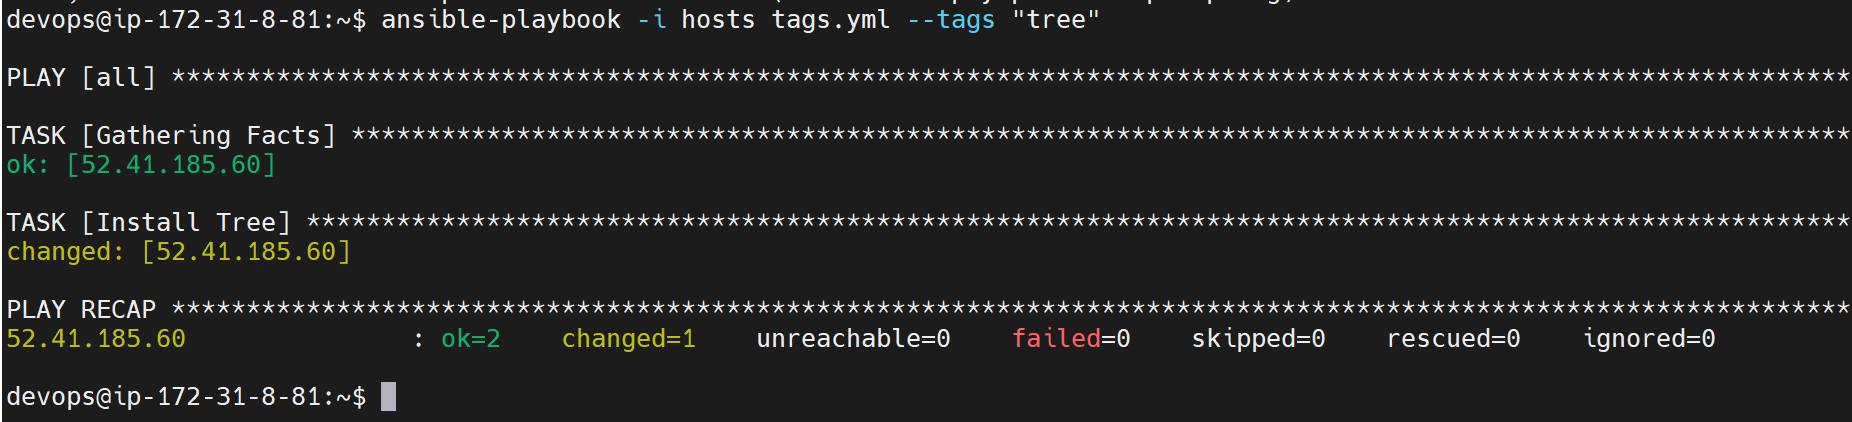 devops@ip-172-31-8-81:~$ ansible-playbook -i hosts tags.yml --tags "tree"
PLAY [all] ****************************************************************************************************************
TASK [Gathering Facts] ****************************************************************************************************
ok: [52.41.185.60]
TASK [Install Tree] *******************************************************************************************************
changed: [52.41.185.60]
PLAY RECAP ****************************************************************************************************************
52.41.185.60 : ok=2 changed=1 unreachable=0 failed=0 skipped=0 rescued=0 ignored=0
devops@ip-172-31-8-81:~$